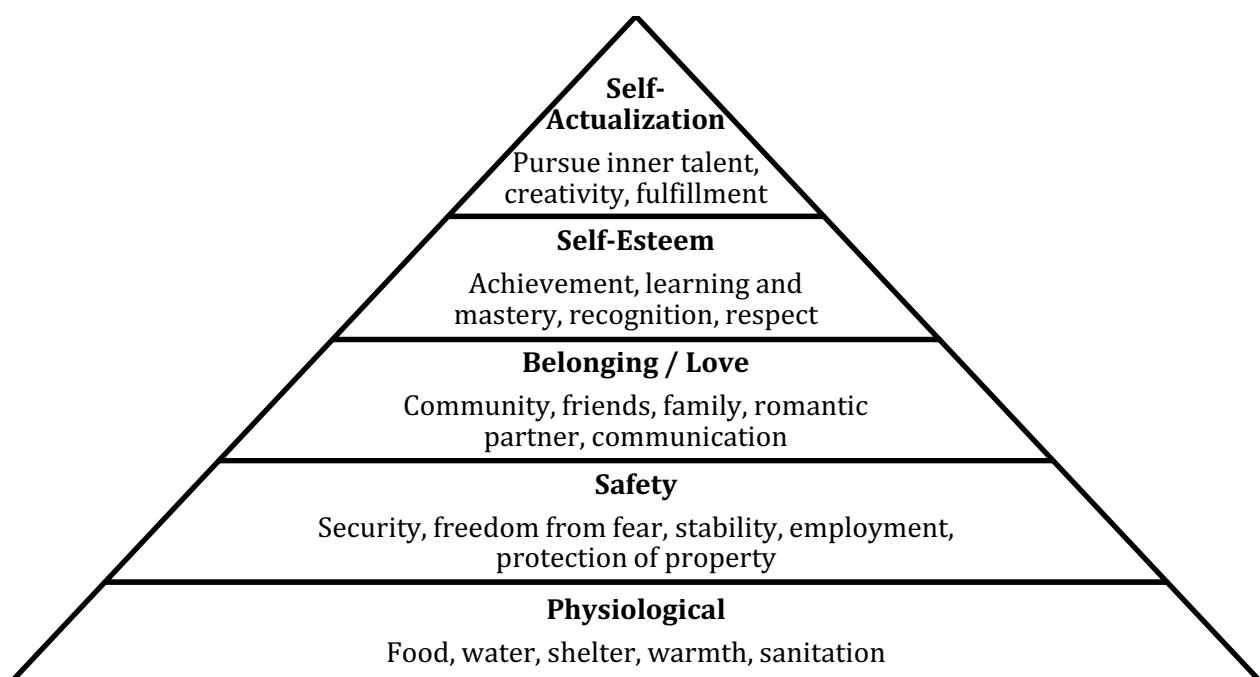 Self-
Actualization
Pursue inner talent,
creativity, fulfillment
Self-Esteem
Achievement, learning and
mastery, recognition, respect
Belonging / Love
Community, friends, family, romantic
partner, communication
Safety
Security, freedom from fear, stability, employment,
protection of property
Physiological
Food, water, shelter, warmth, sanitation